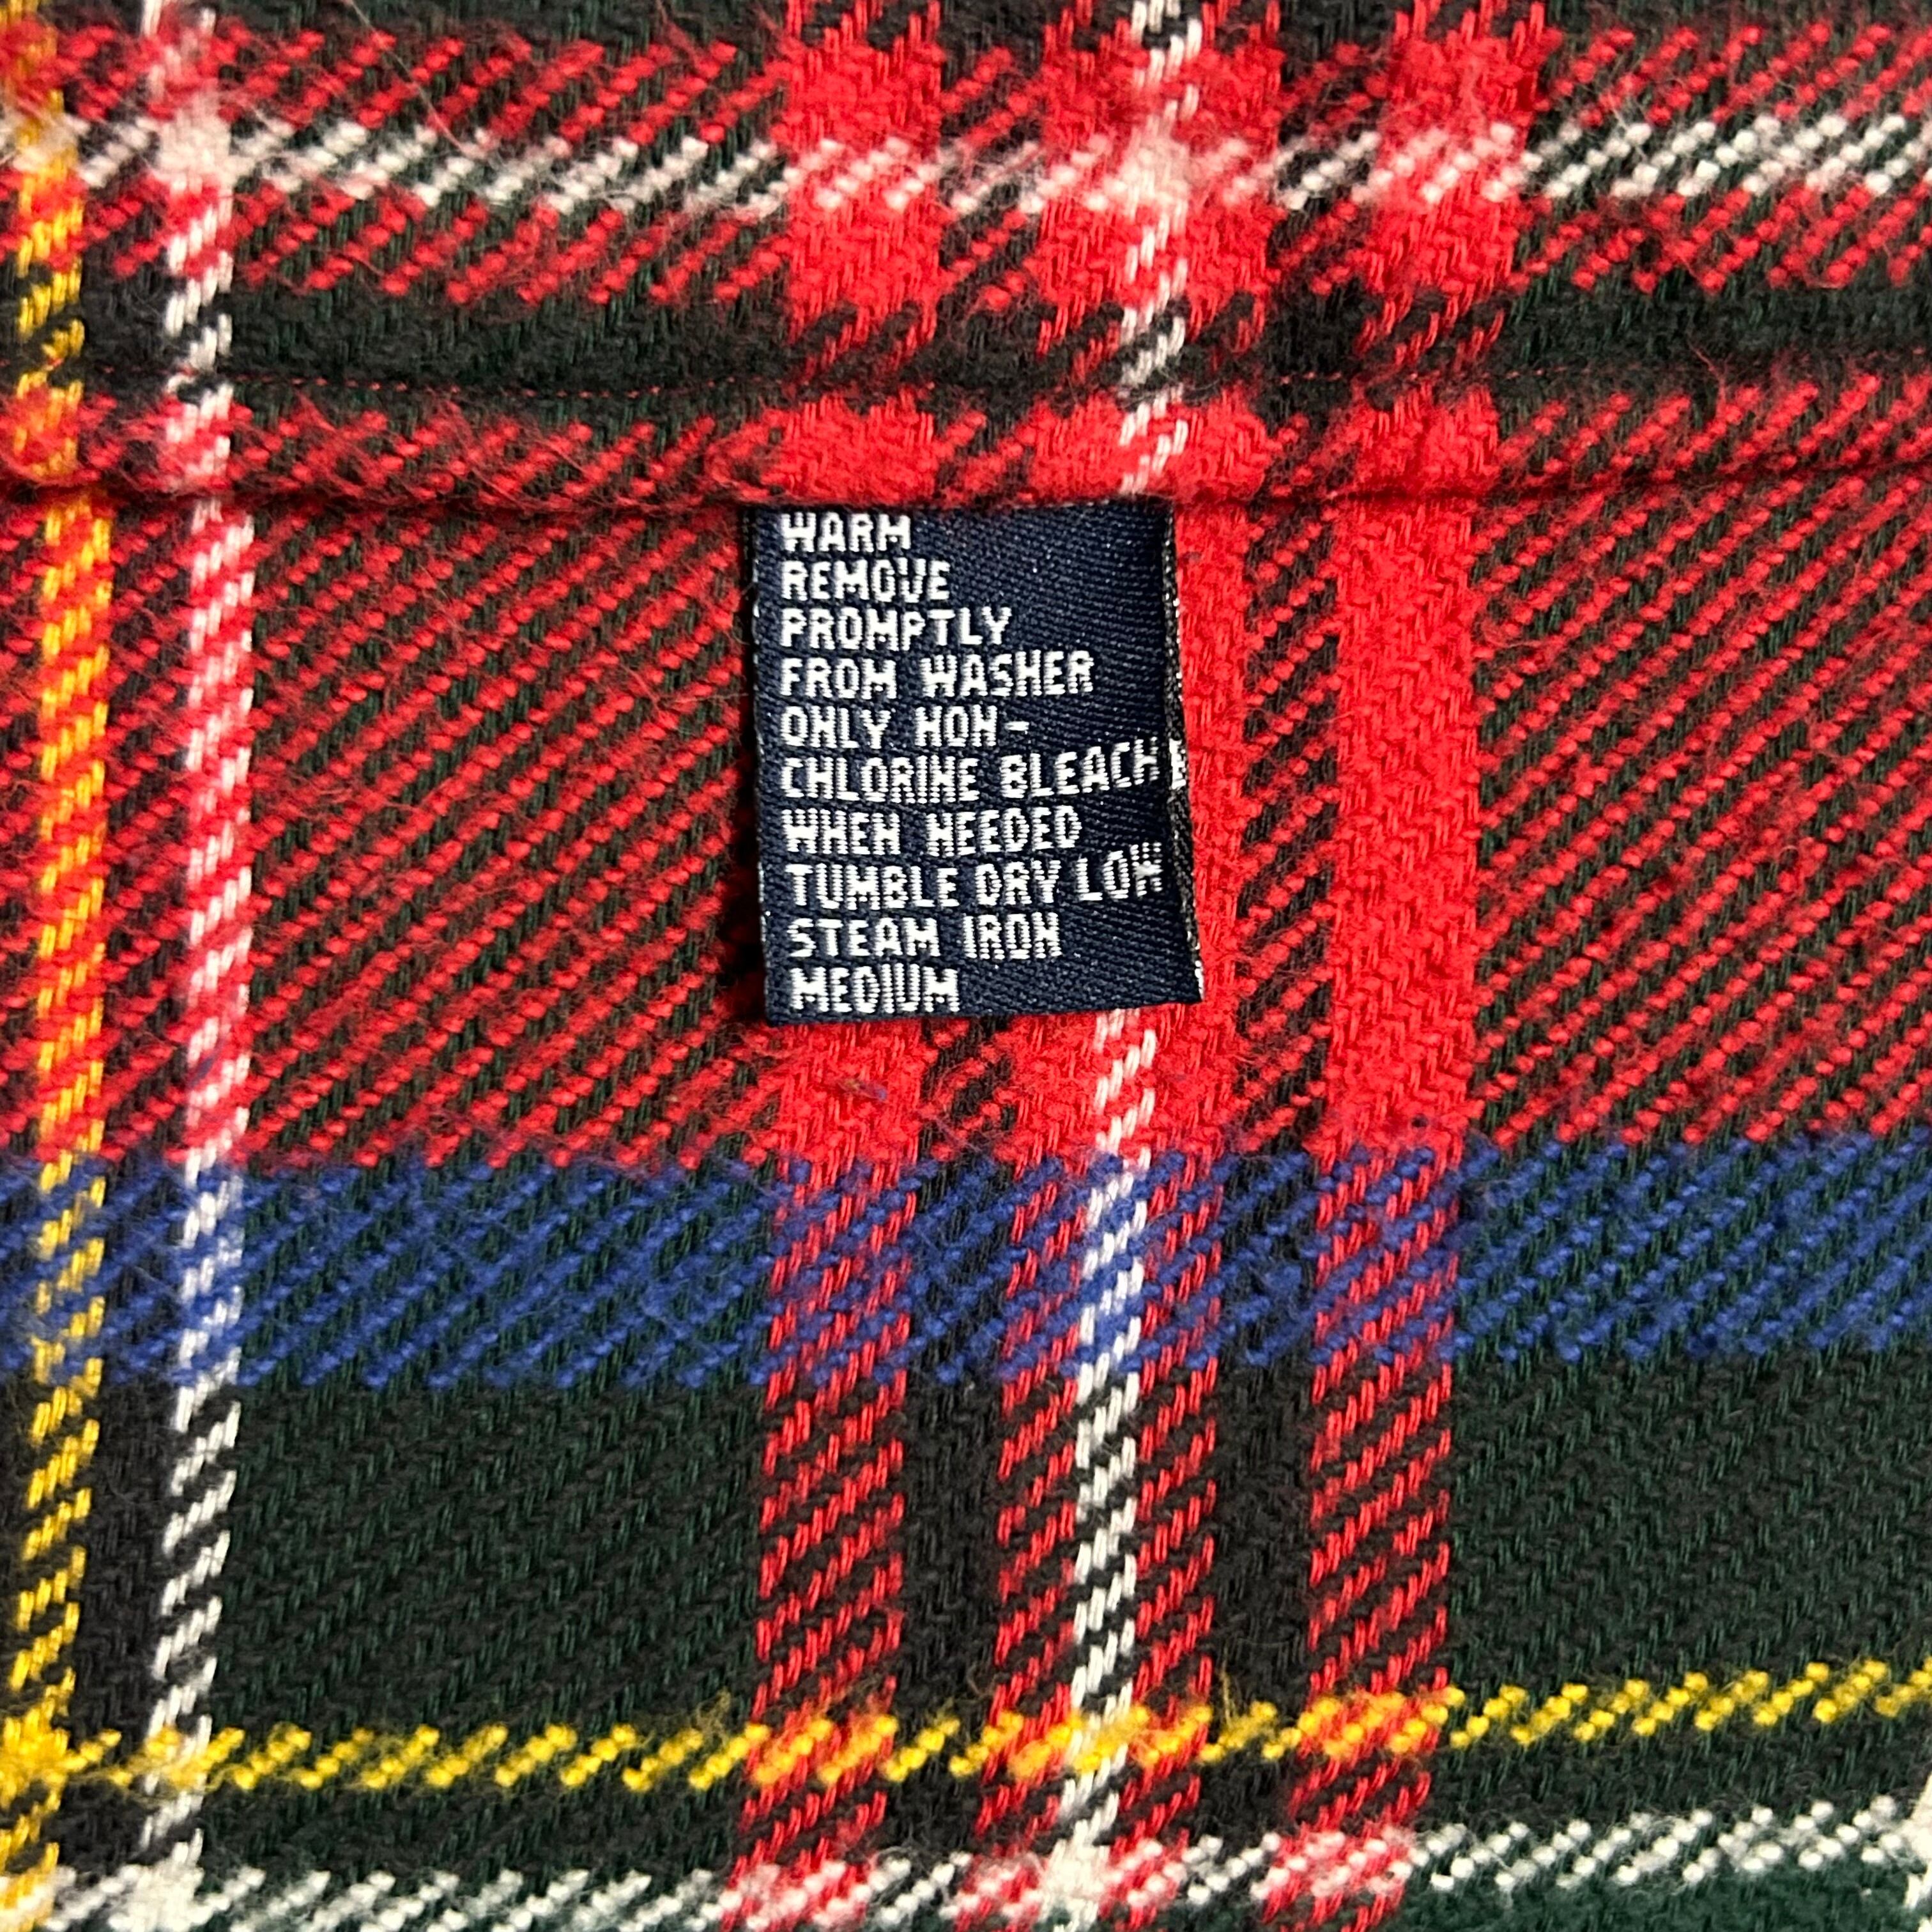 WARM
REMOVE
PROMPTLY
FROM WASHER
ONLY NON-
CHLORINE BLEACH
WHEN NEEDED
TUMBLE DRY LOW
STEAM IRON
MEDIUM